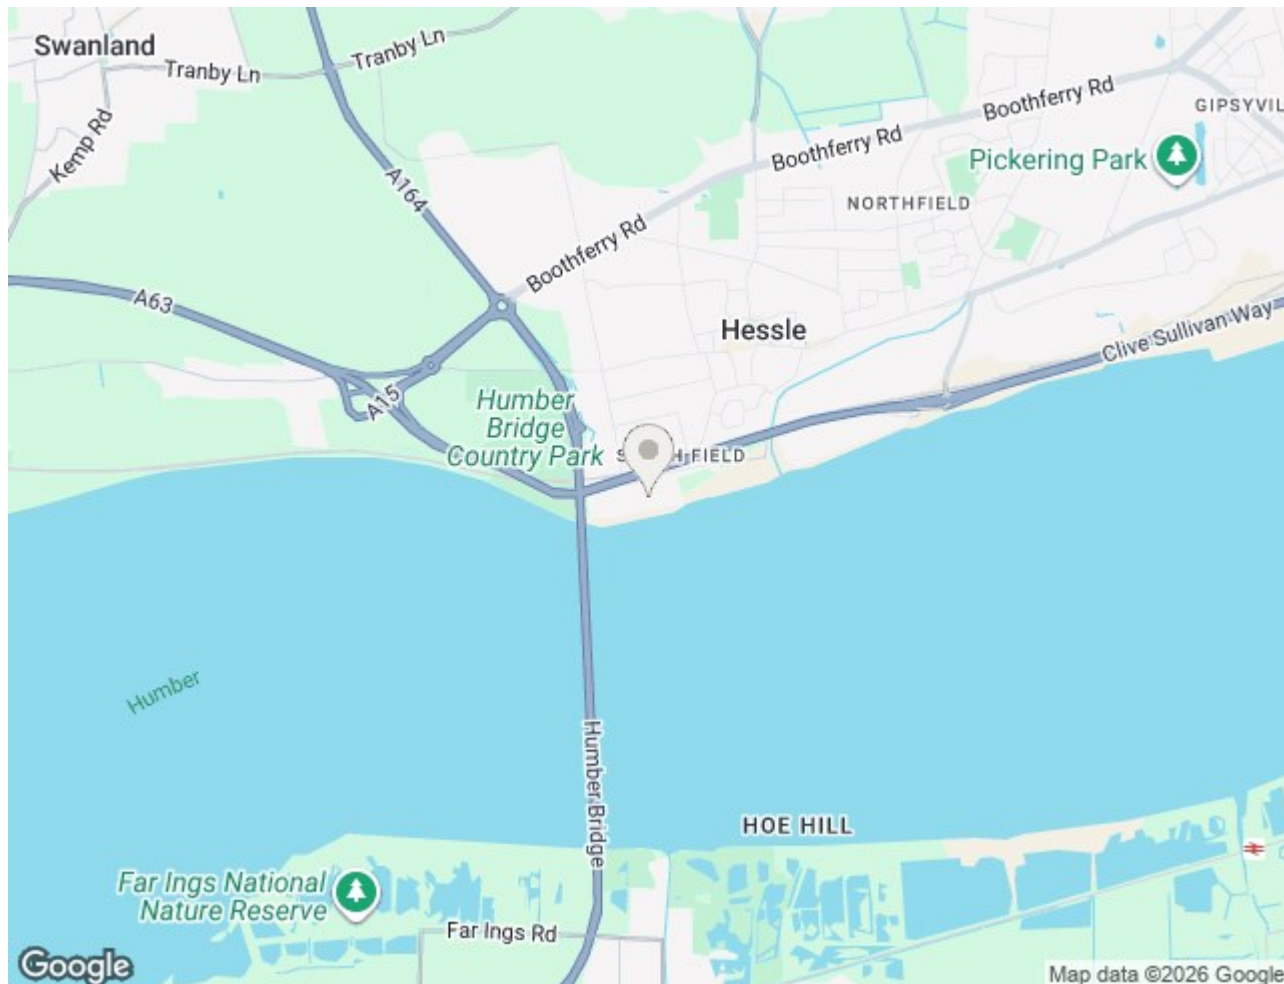 Swanland
Tranby Ln
Tranby Ln
Kemp Rd
A164
Boothferry Rd
Boothferry Rd
Boothferry Rd
GIPSYVIL
Pickering Park
NORTHFIELD
A63
Hessle
Clive Sullivan Way
A15
Humber
Bridge
Country Park
S H FIELD
Humber
Humber Bridge
HOE HILL
Far Ings National
Nature Reserve
Far Ings Rd
Google
Map data ©2026 Google